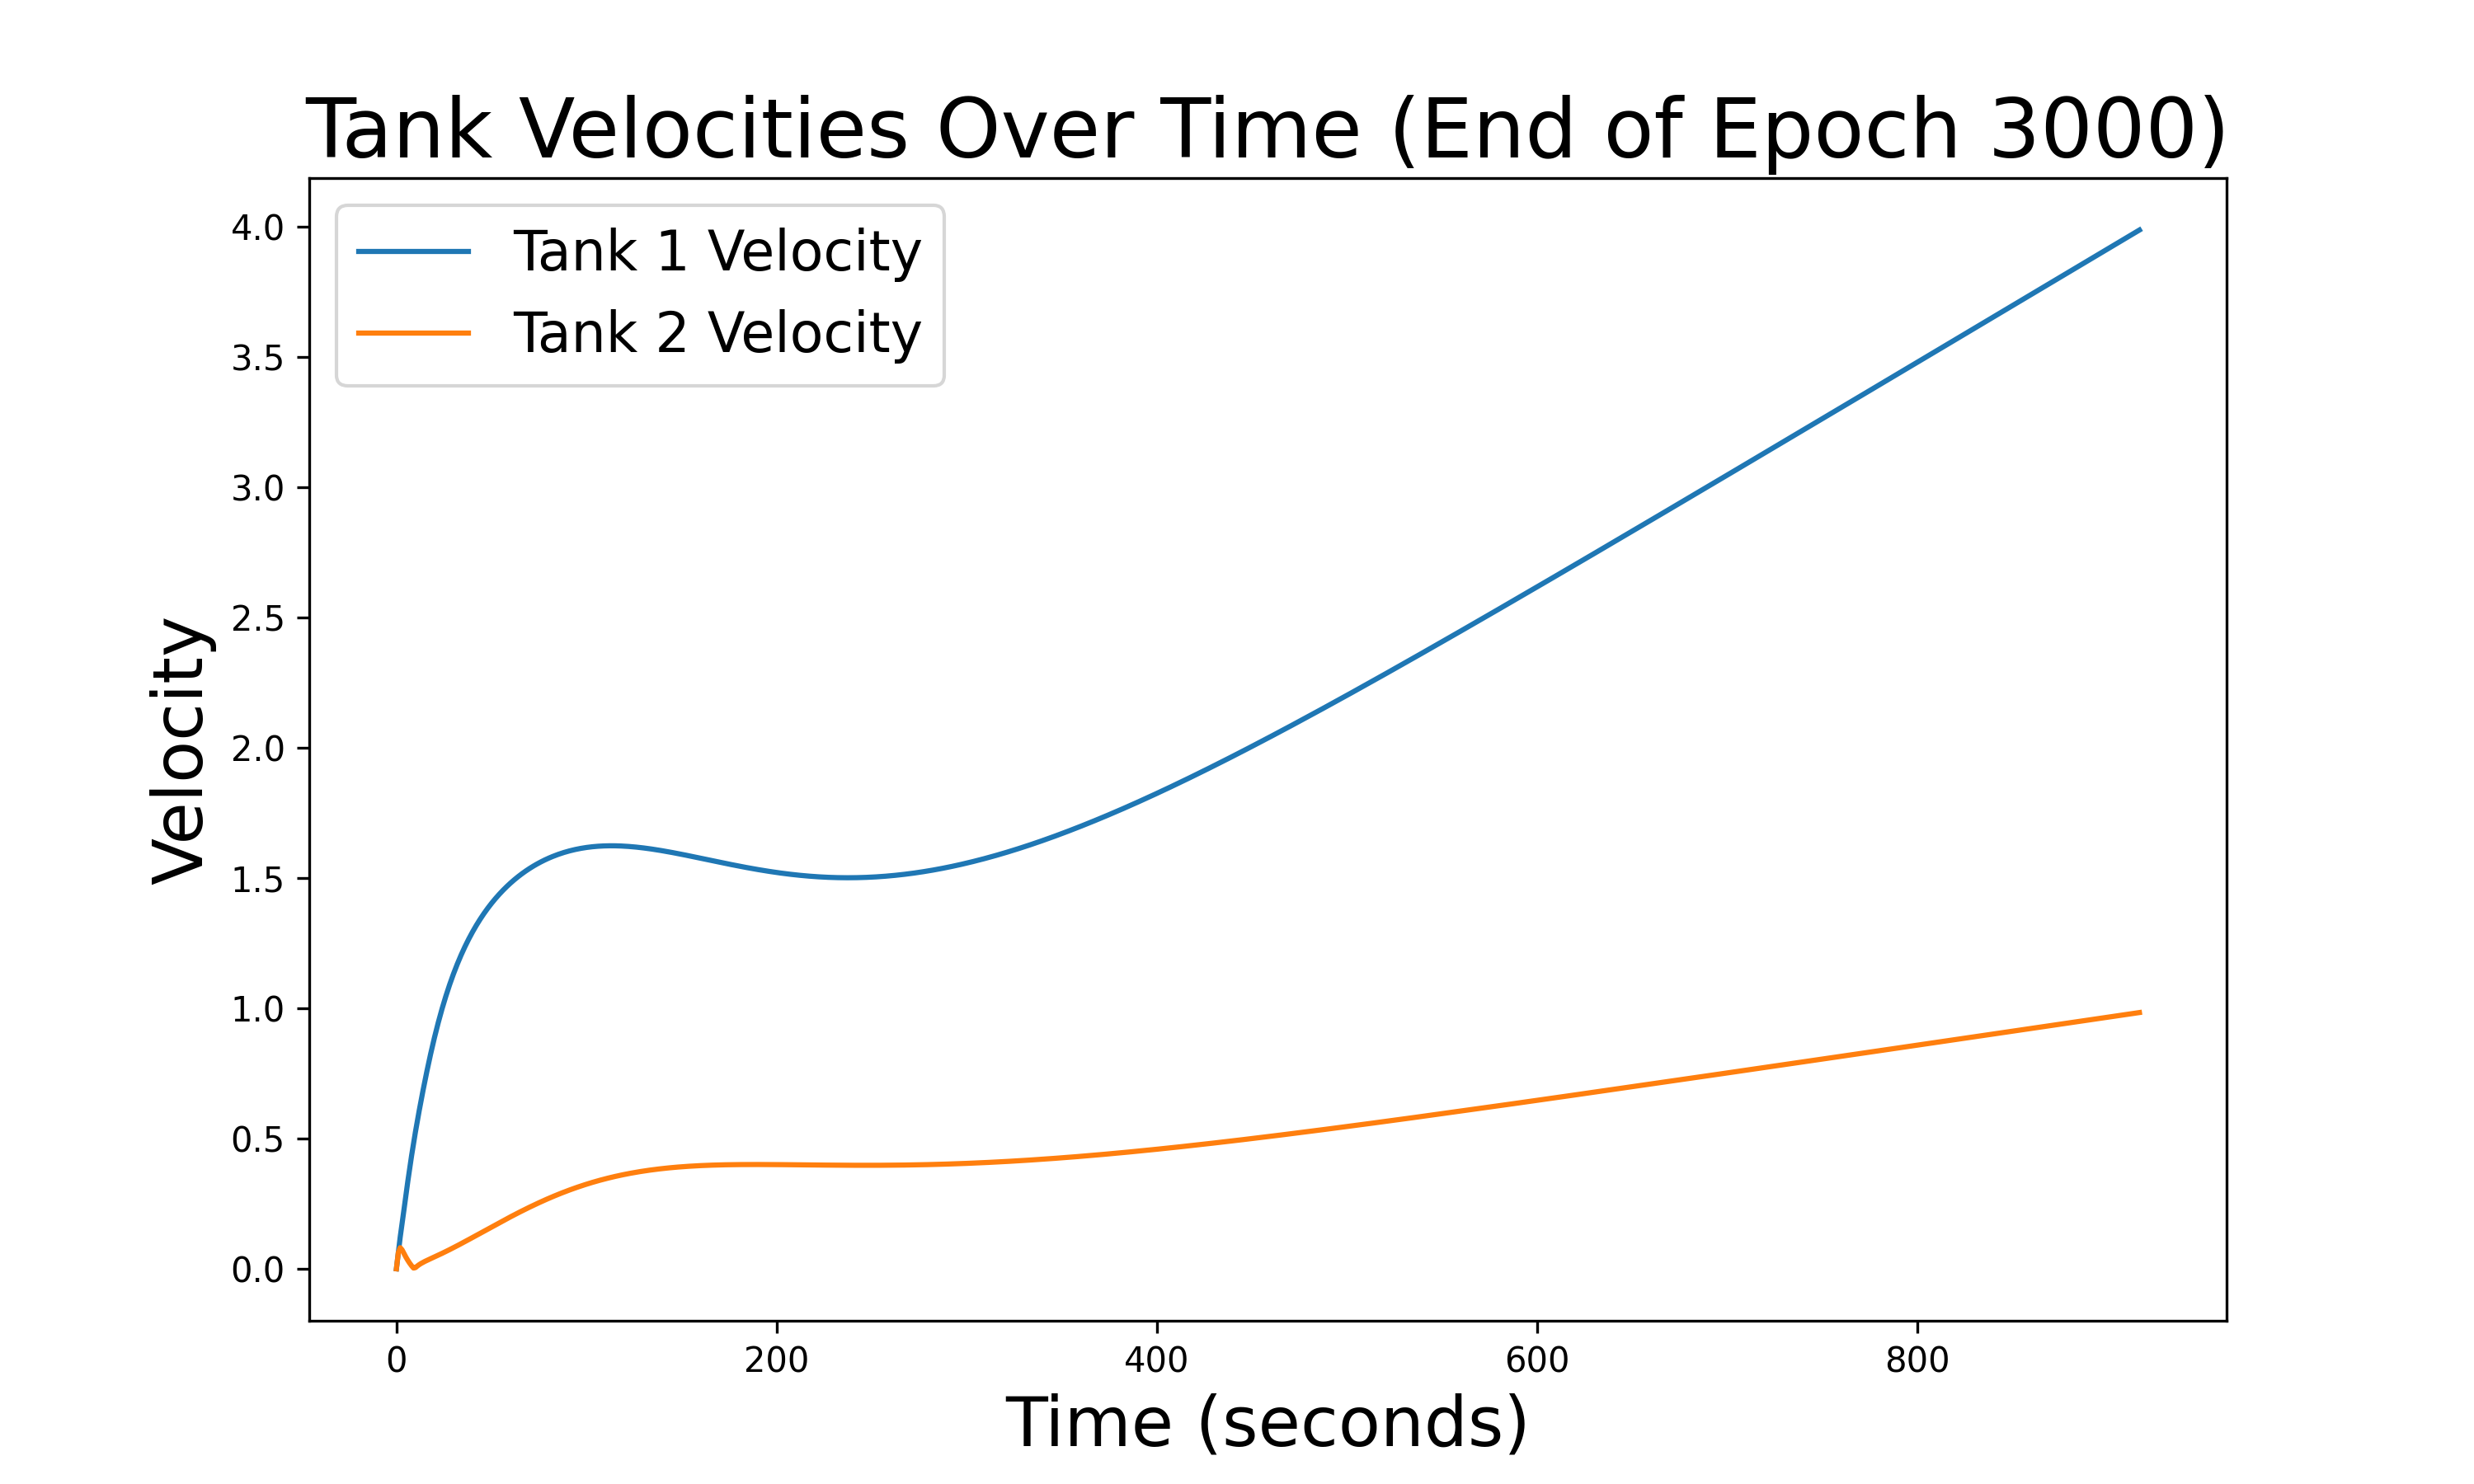 Tank Velocities Over Time (End of Epoch 3000)
Tank 1 Velocity
Tank 2 Velocity
Velocity
4.0
3.5
3.0
2.5
2.0
1.5
1.0
0.5
0.0
0 200 400 600 800
Time (seconds)